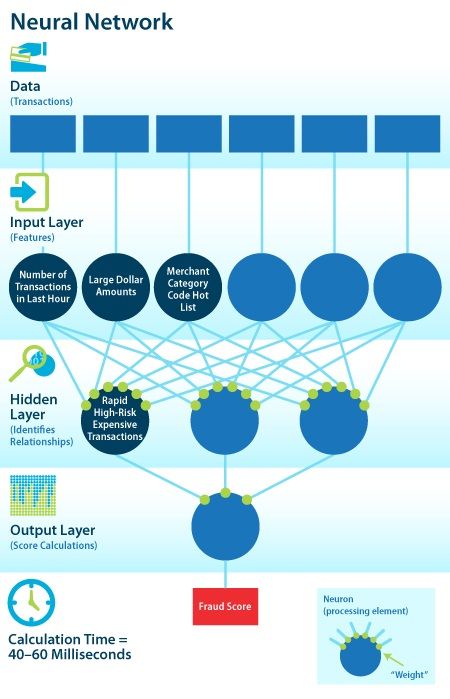 Neural Network
Data
(Transactions)
Input Layer
(Features)
Number of
Transactions
in Last Hour
Large Dollar
Amounts
Merchant
Category
Code Hot
List
Hidden
Layer
(Identifies
Relationships)
Rapid
High-Risk
Expensive
Transactions
Output Layer
(Score Calculations)
Fraud Score
Calculation Time =
40–60 Milliseconds
Neuron
(processing element)
"Weight"